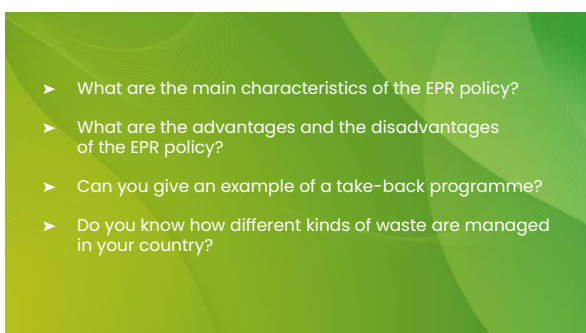 ➤ What are the main characteristics of the EPR policy?
➤ What are the advantages and the disadvantages
of the EPR policy?
➤ Can you give an example of a take-back programme?
➤ Do you know how different kinds of waste are managed
in your country?